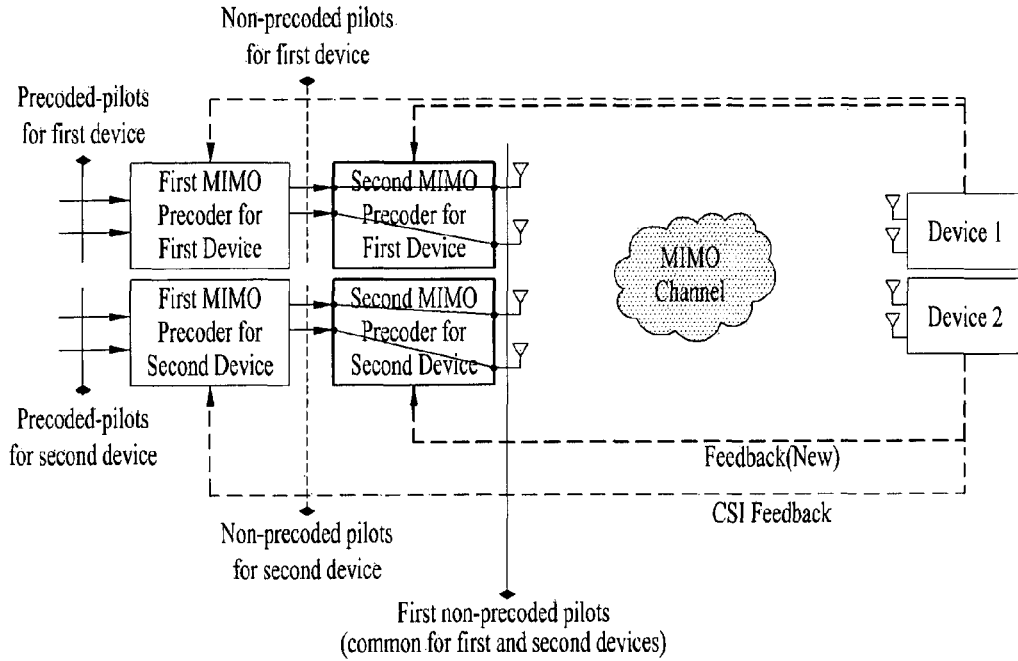 Non-precoded pilots
for first device
Precoded-pilots
for first device
First MIMO
Precoder for
First Device
Second MIMO
Precoder for
First Device
MIMO
Channel
Device 1
First MIMO
Precoder for
Second Device
Second MIMO
Precoder for
Second Device
Device 2
Precoded-pilots
for second device
Feedback(New)
CSI Feedback
Non-precoded pilots
for second device
First non-precoded pilots
(common for first and second devices)